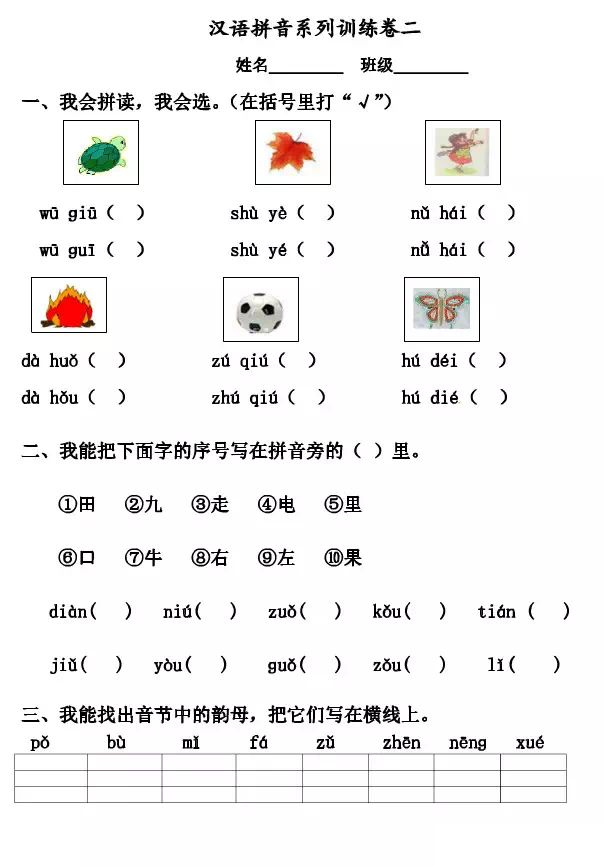 汉语拼音系列训练卷二
姓名________ 班级________
一、我会拼读，我会选。（在括号里打“√”）
wū giū（ ） shù yè（ ） nǔ hái（ ）
wū guī（ ） shù yé（ ） nǚ hái（ ）
dà huǒ（ ） zú qiú（ ） hú déi（ ）
dà hǒu（ ） zhú qiú（ ） hú dié（ ）
二、我能把下面字的序号写在拼音旁的（ ）里。
①田 ②九 ③走 ④电 ⑤里
⑥口 ⑦牛 ⑧右 ⑨左 ⑩果
diàn( ) niú( ) zuǒ( ) kǒu( ) tián ( )
jiǔ( ) yòu( ) guǒ( ) zǒu( ) lǐ( )
三、我能找出音节中的韵母，把它们写在横线上。
pǒ bù mǐ fá zǔ zhēn nēng xué